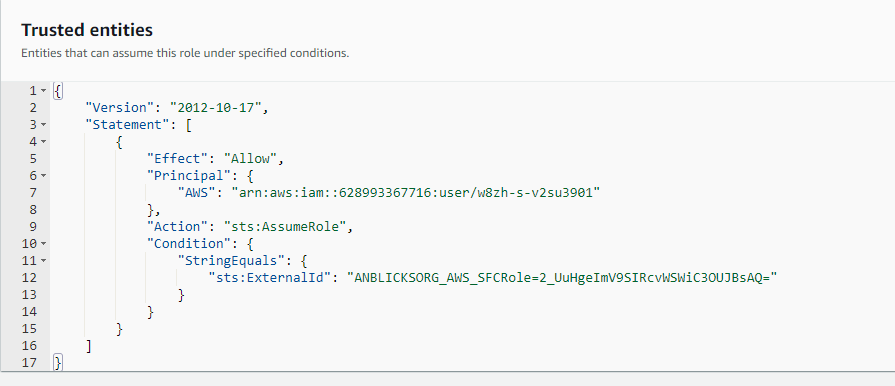 Trusted entities
Entities that can assume this role under specified conditions.
1 {
2 "Version": "2012-10-17",
3 "Statement": [
4 {
5 "Effect": "Allow",
6 "Principal": {
7 "AWS": "arn:aws:iam::628993367716:user/w8zh-s-v2su3901"
8 },
9 "Action": "sts:AssumeRole",
10 "Condition": {
11 "StringEquals": {
12 "sts:ExternalId": "ANBLICKSORG_AWS_SFCRole=2_UuHgeImV9SIRcvWSWiC3OUJBsAQ="
13 }
14 }
15 }
16 ]
17 }